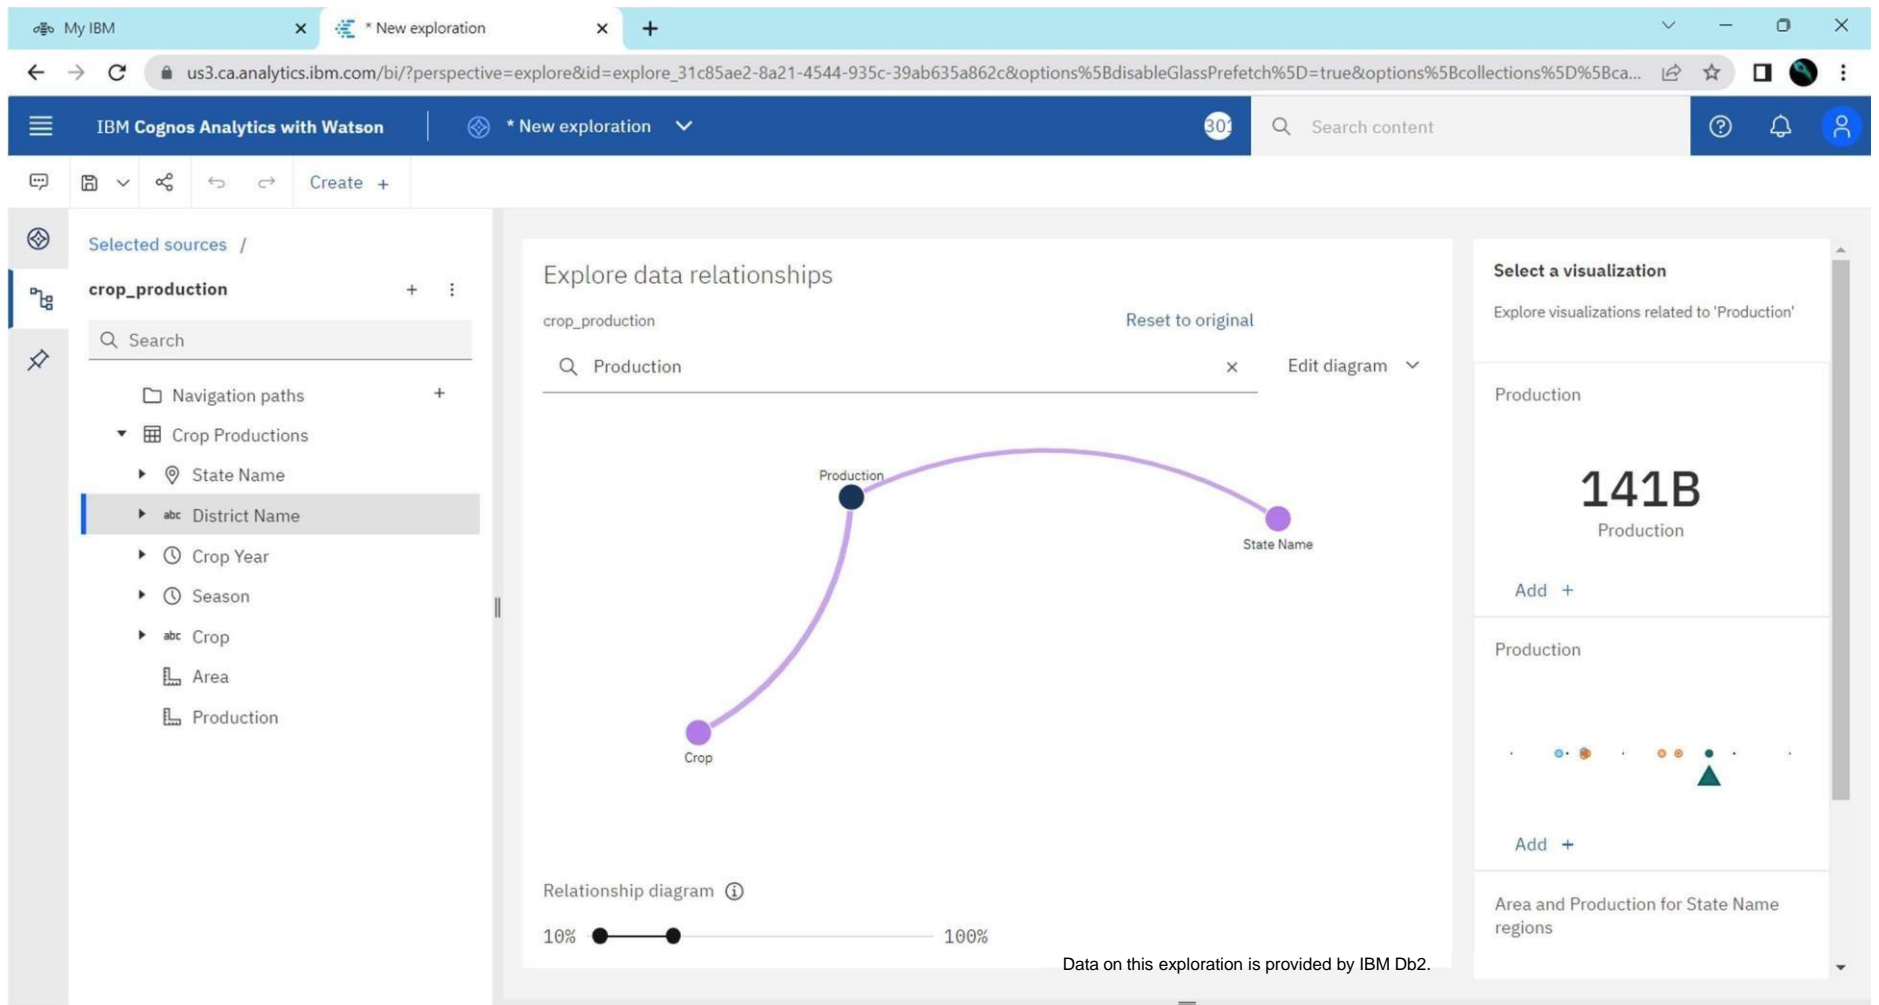 My IBM
* New exploration
us3.ca.analytics.ibm.com/bi/?perspective=explore&id=explore_31c85ae2-8a21-4544-935c-39ab635a862c&options%5BdisableGlassPrefetch%5D=true&options%5Bcollections%5D%5Bca...
IBM Cognos Analytics with Watson
* New exploration
301
Search content
Create +
Selected sources /
crop_production
Search
Navigation paths
Crop Productions
State Name
abc District Name
Crop Year
Season
abc Crop
Area
Production
Explore data relationships
crop_production
Reset to original
Production
Edit diagram
Production
State Name
Crop
Relationship diagram
10%
100%
Data on this exploration is provided by IBM Db2.
Select a visualization
Explore visualizations related to 'Production'
Production
141B
Production
Add +
Production
Add +
Area and Production for State Name
regions